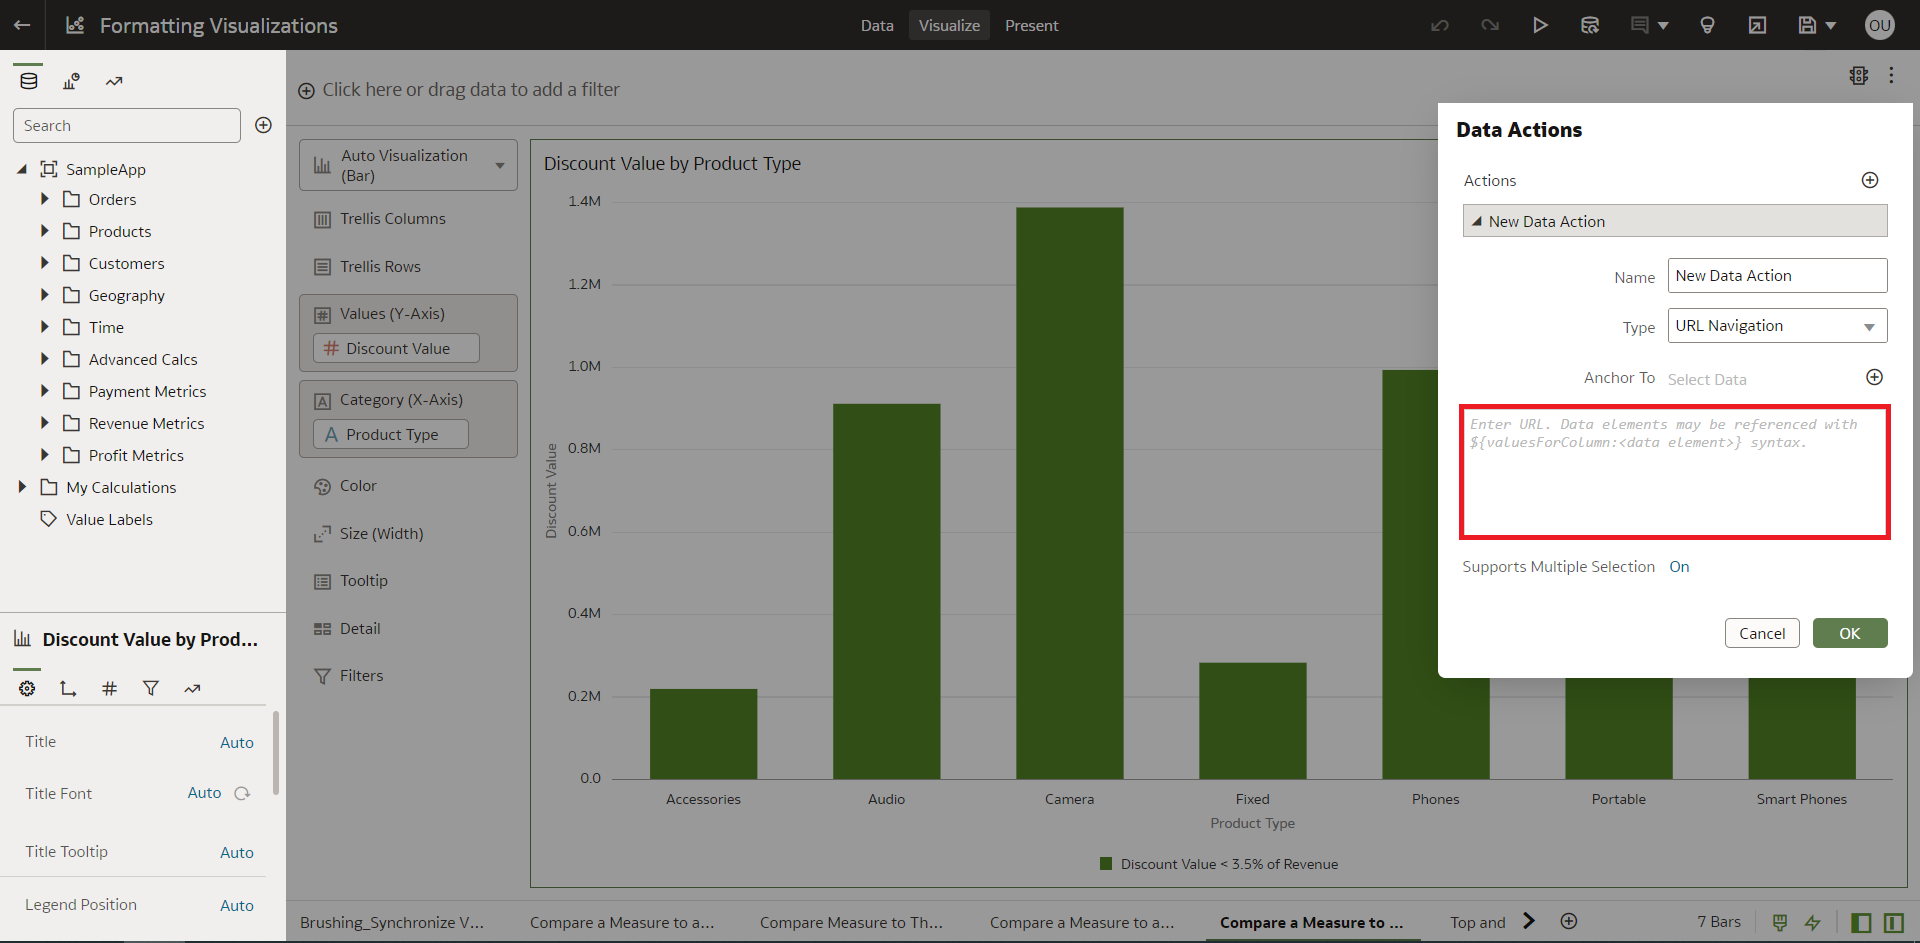 Formatting Visualizations
Data
Visualize
Present
OU
Search
SampleApp
Orders
Products
Customers
Geography
Time
Advanced Calcs
Payment Metrics
Revenue Metrics
Profit Metrics
My Calculations
Value Labels
Discount Value by Prod...
Title
Auto
Title Font
Auto
Title Tooltip
Auto
Legend Position
Auto
Click here or drag data to add a filter
Auto Visualization
(Bar)
Trellis Columns
Trellis Rows
Values (Y-Axis)
# Discount Value
Category (X-Axis)
A Product Type
Color
Size (Width)
Tooltip
Detail
Filters
Discount Value by Product Type
1.4M
1.2M
1.0M
0.8M
0.6M
0.4M
0.2M
0.0
Discount Value
Accessories
Audio
Camera
Fixed
Phones
Portable
Smart Phones
Product Type
Discount Value < 3.5% of Revenue
Data Actions
Actions
New Data Action
Name
New Data Action
Type
URL Navigation
Anchor To
Select Data
Enter URL. Data elements may be referenced with
${valuesForColumn:<data element>} syntax.
Supports Multiple Selection
On
Cancel
OK
Brushing_Synchronize V...
Compare a Measure to a...
Compare Measure to Th...
Compare a Measure to a...
Compare a Measure to ...
Top and
7 Bars